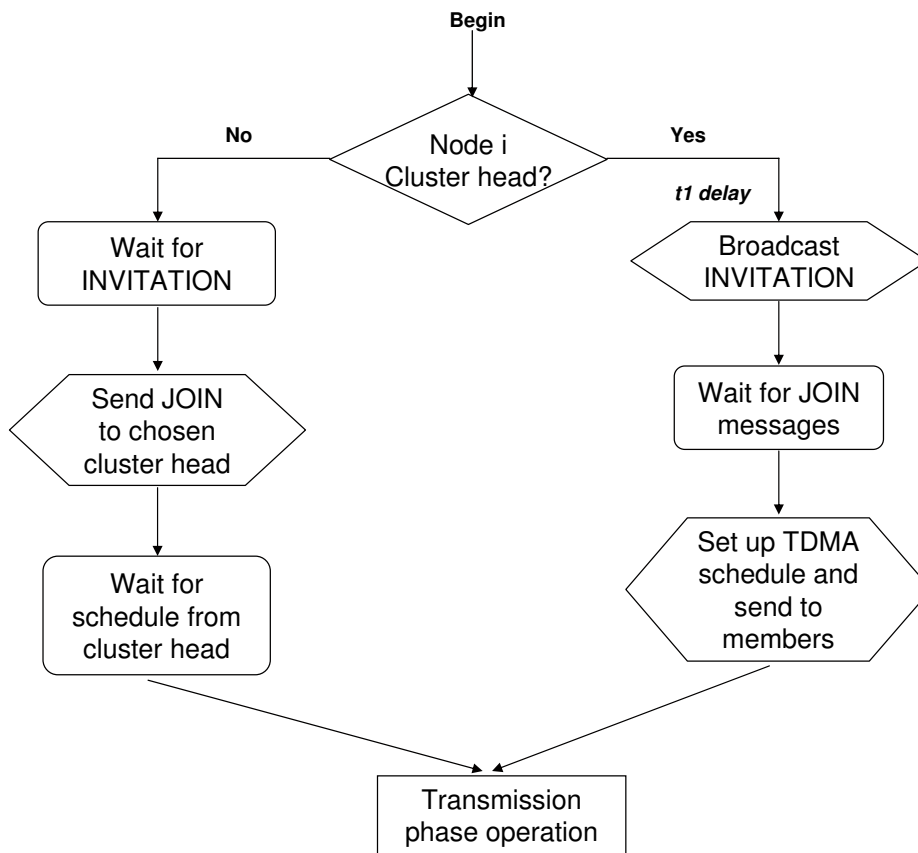 Begin
Node i
Cluster head?
No
Yes
t1 delay
Wait for
INVITATION
Broadcast
INVITATION
Send JOIN
to chosen
cluster head
Wait for JOIN
messages
Wait for
schedule from
cluster head
Set up TDMA
schedule and
send to
members
Transmission
phase operation